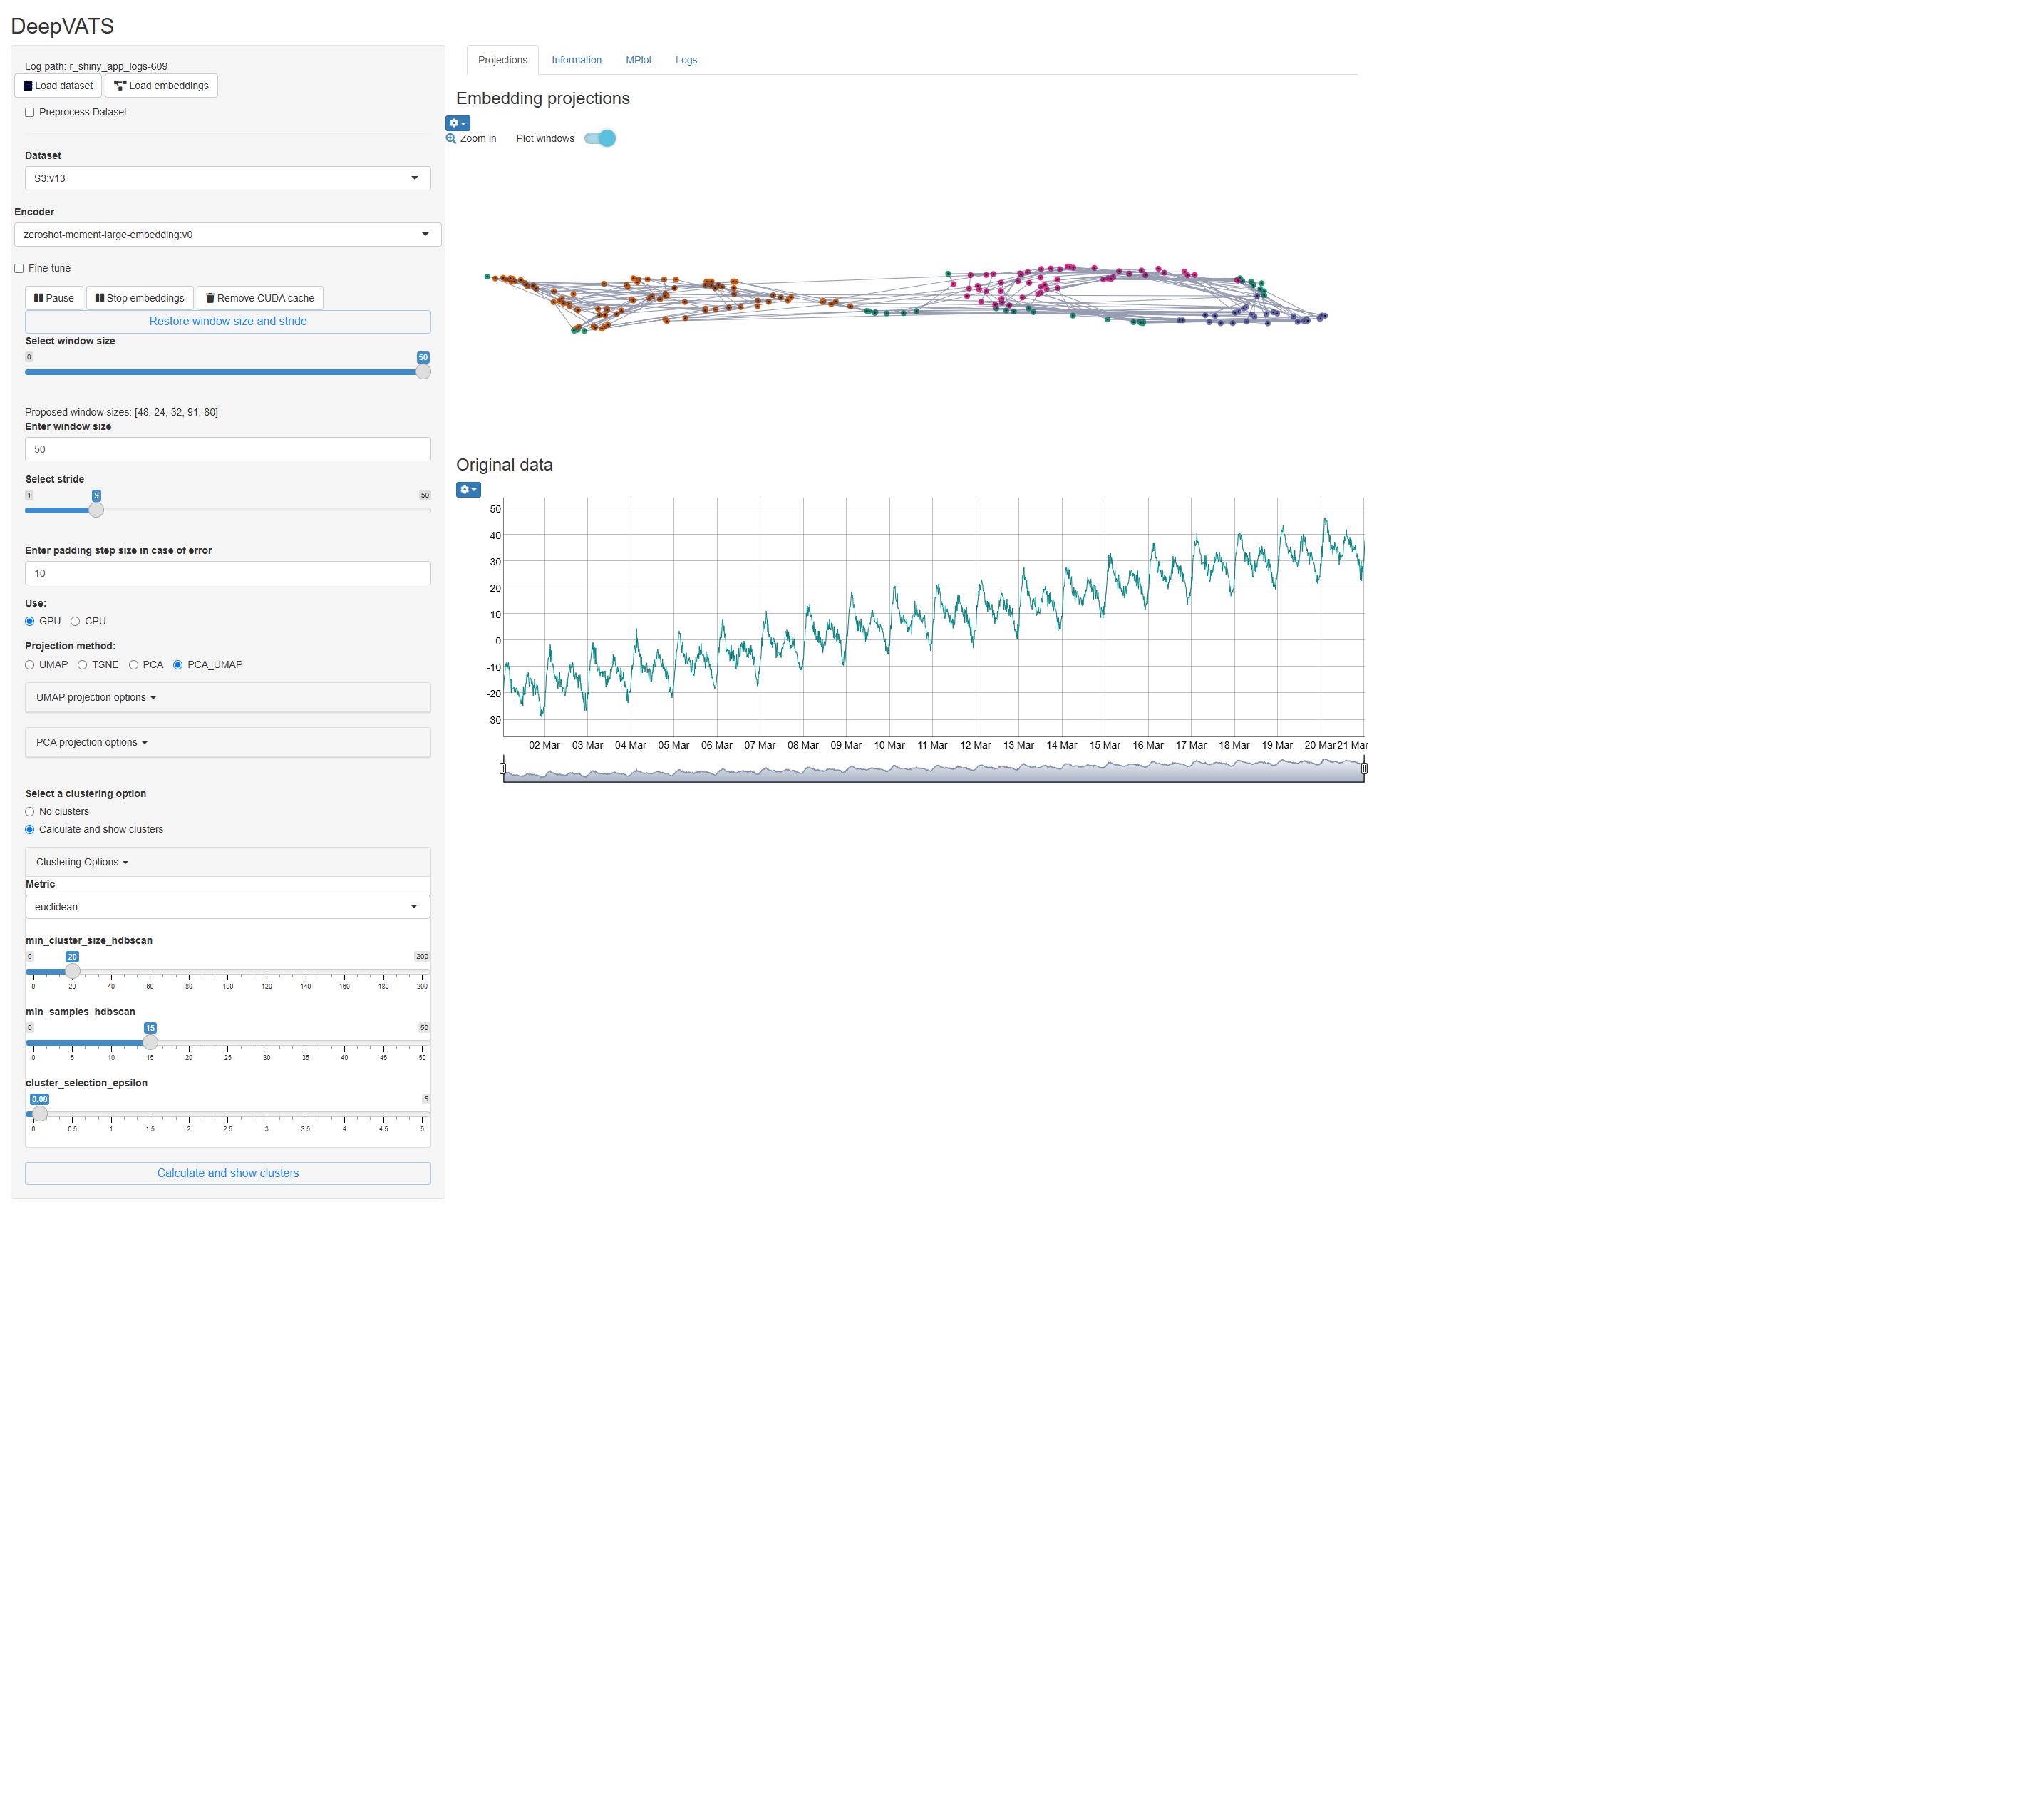 DeepVATS
Log path: r_shiny_app_logs-609
Load dataset
Load embeddings
Preprocess Dataset
Dataset
S3:v13
Encoder
zeroshot-moment-large-embedding:v0
Fine-tune
Pause
Stop embeddings
Remove CUDA cache
Restore window size and stride
Select window size
0
50
Proposed window sizes: [48, 24, 32, 91, 80]
Enter window size
50
Select stride
1
9
50
Enter padding step size in case of error
10
Use:
GPU CPU
Projection method:
UMAP TSNE PCA PCA_UMAP
UMAP projection options
PCA projection options
Select a clustering option
No clusters
Calculate and show clusters
Clustering Options
Metric
euclidean
min_cluster_size_hdbscan
0 20 200
0 20 40 60 80 100 120 140 160 180 200
min_samples_hdbscan
0 15 50
0 5 10 15 20 25 30 35 40 45 50
cluster_selection_epsilon
0.08 5
0 0.5 1 1.5 2 2.5 3 3.5 4 4.5 5
Calculate and show clusters
Projections Information MPlot Logs
Embedding projections
Zoom in Plot windows
Original data
50
40
30
20
10
0
-10
-20
-30
02 Mar 03 Mar 04 Mar 05 Mar 06 Mar 07 Mar 08 Mar 09 Mar 10 Mar 11 Mar 12 Mar 13 Mar 14 Mar 15 Mar 16 Mar 17 Mar 18 Mar 19 Mar 20 Mar 21 Mar